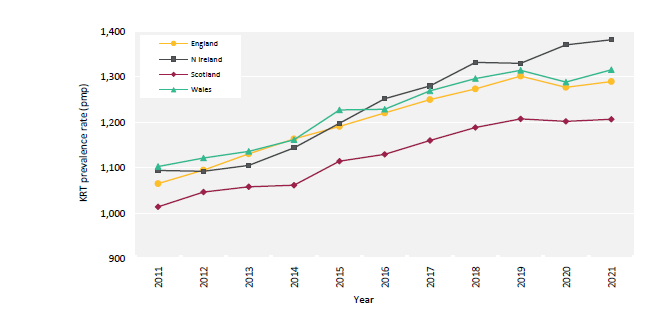 1,400
1,300
1,200
1,100
1,000
900
KRT prevalence rate (pmp)
England
N Ireland
Scotland
Wales
2011
2012
2013
2014
2015
2016
2017
2018
2019
2020
2021
Year